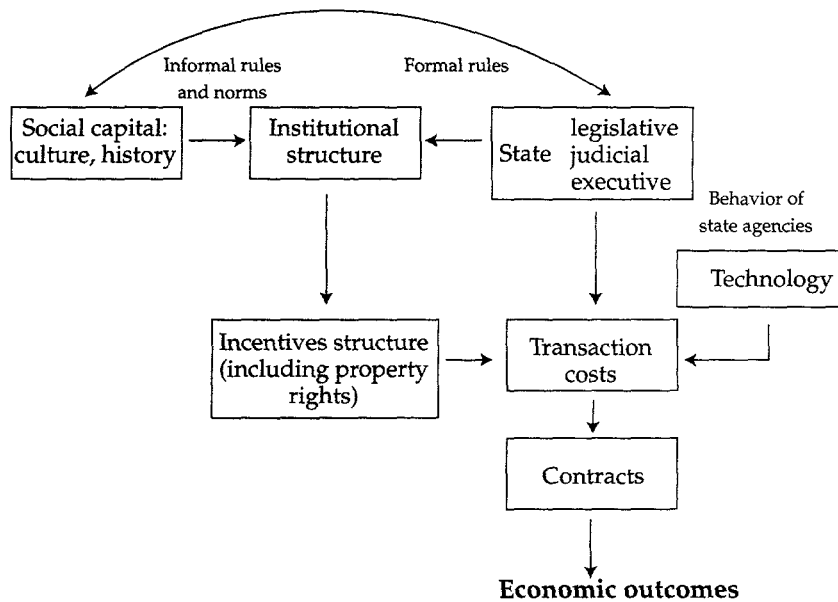 Informal rules
and norms
Formal rules
Social capital:
culture, history
Institutional
structure
State
legislative
judicial
executive
Behavior of
state agencies
Technology
Incentives structure
(including property
rights)
Transaction
costs
Contracts
Economic outcomes